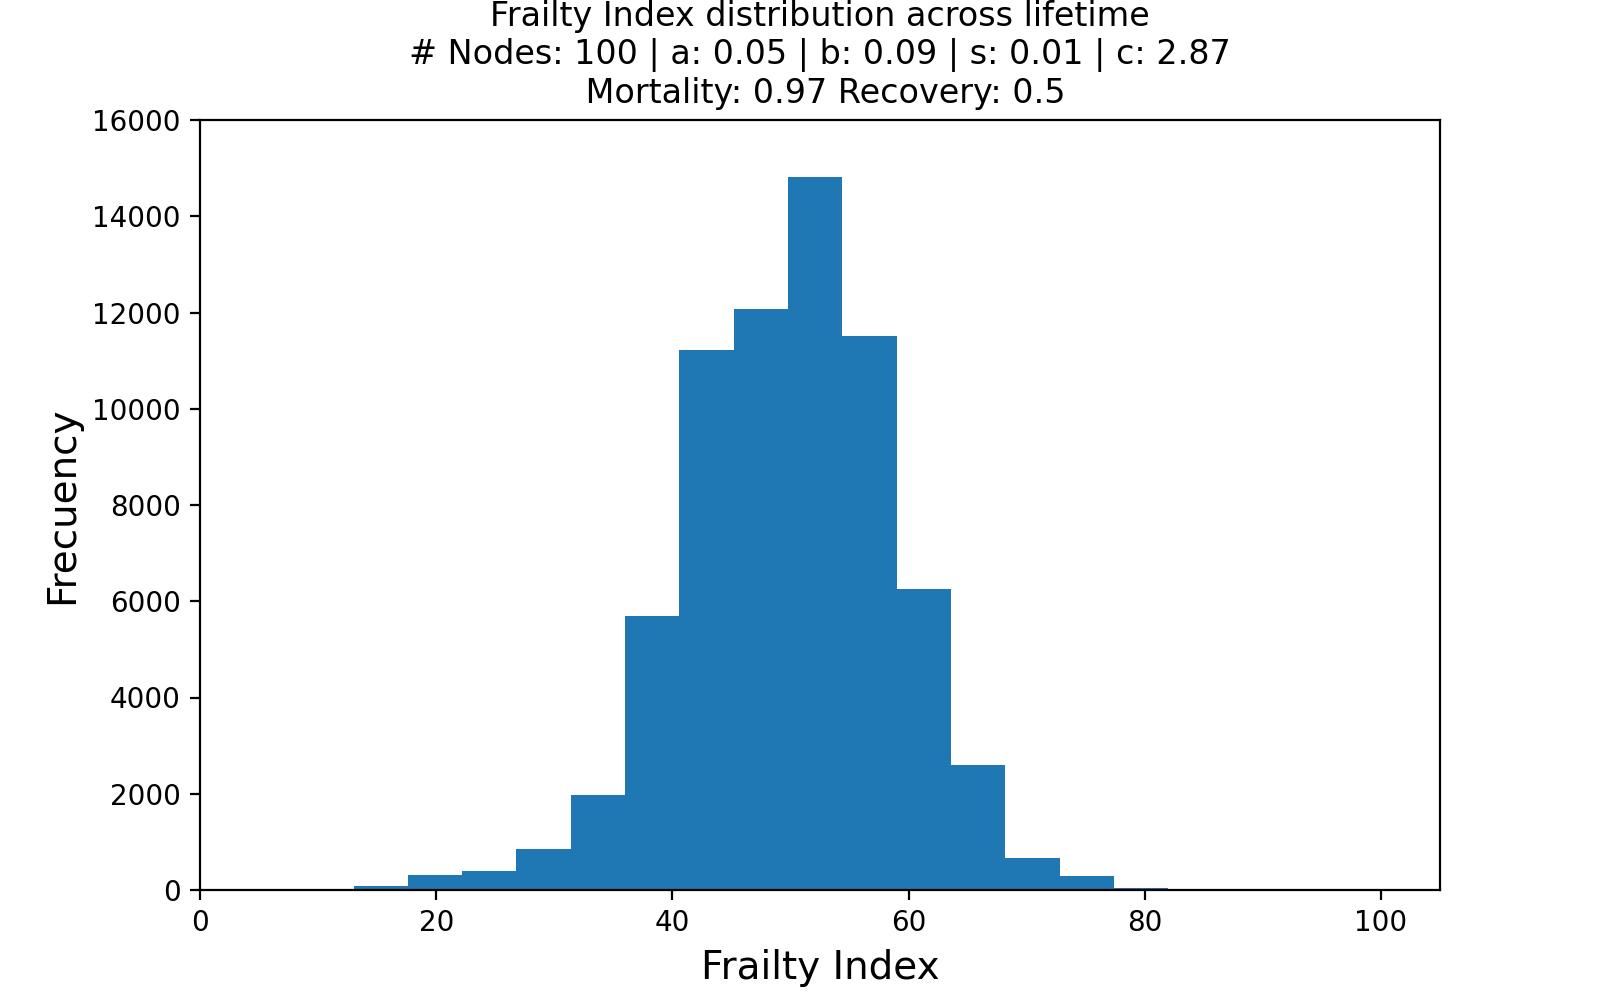 Frailty Index distribution across lifetime
# Nodes: 100 | a: 0.05 | b: 0.09 | s: 0.01 | c: 2.87
Mortality: 0.97 Recovery: 0.5
16000
14000
12000
10000
8000
6000
4000
2000
0
Frecuency
0 20 40 60 80 100
Frailty Index